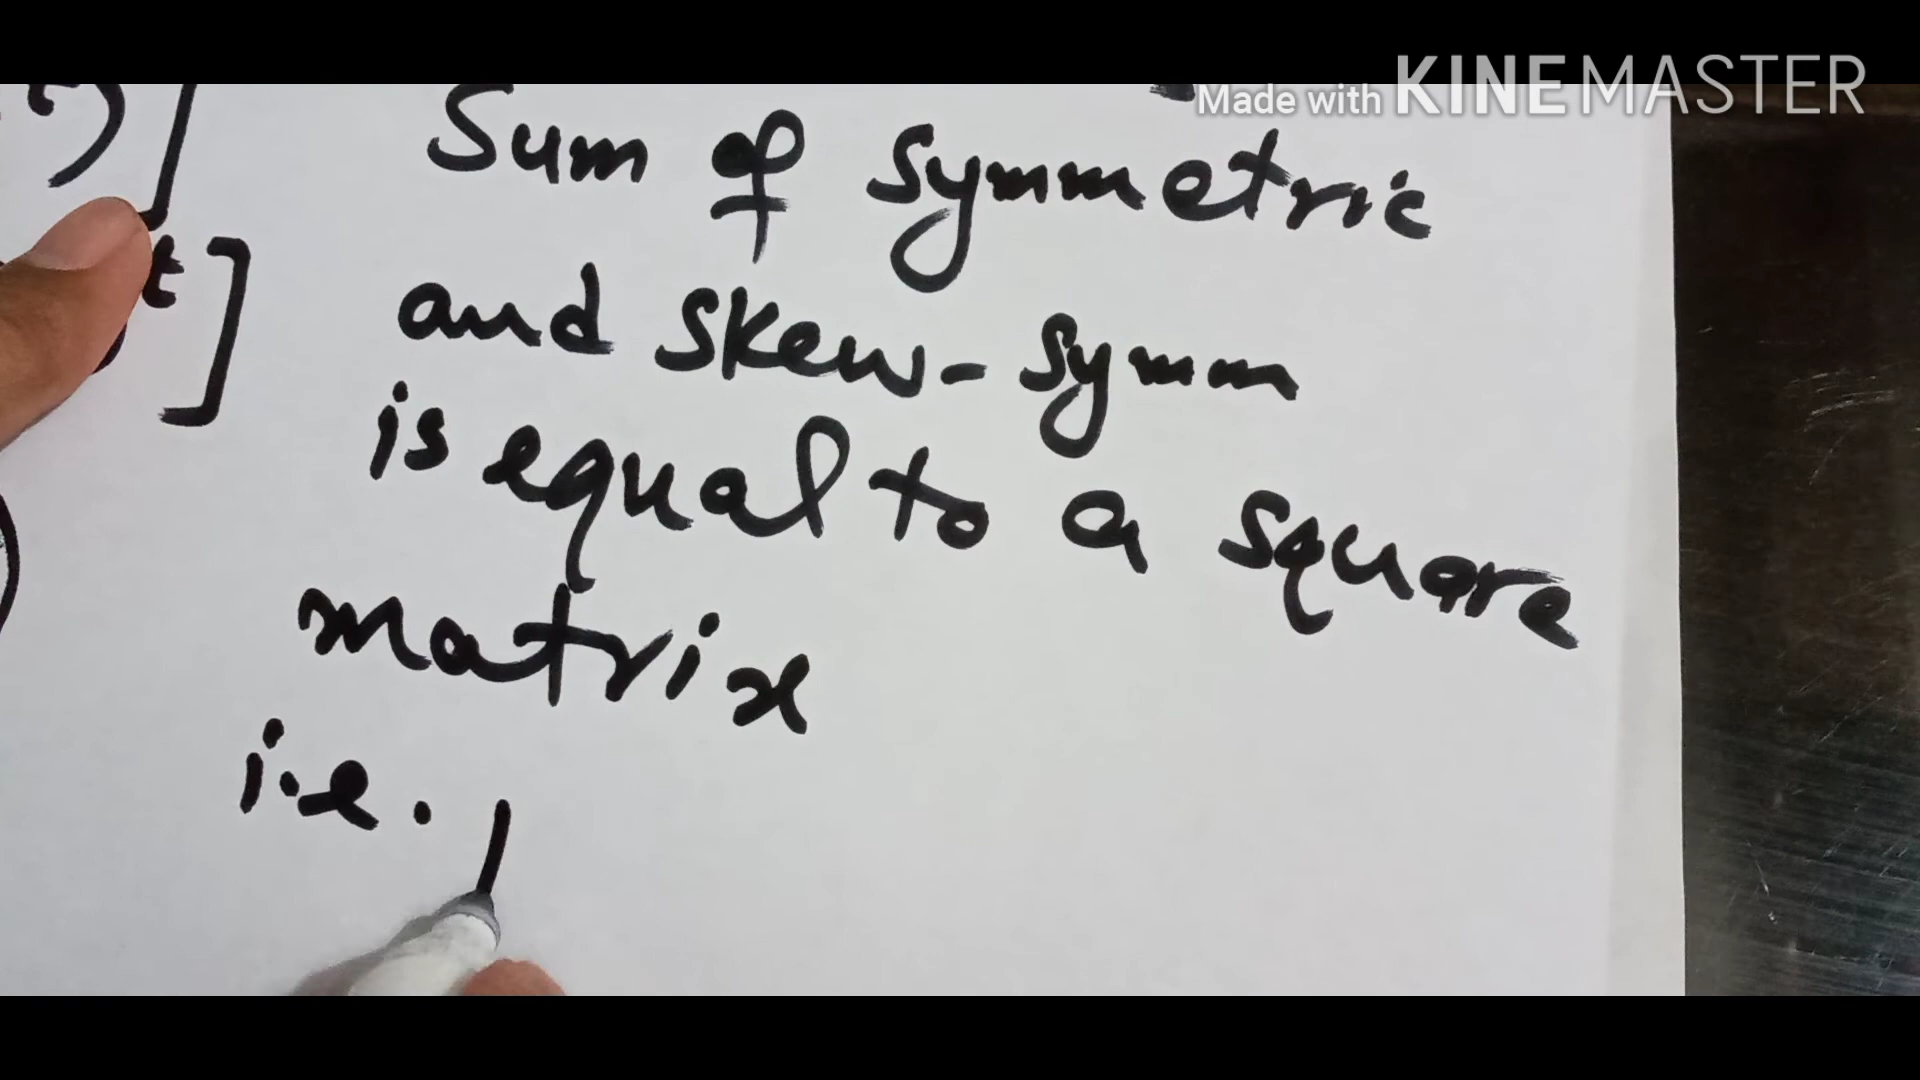 Made with KINEMASTER
Sum of symmetric
t]
and skew-symm
is equal to a square
matrix
i.e.